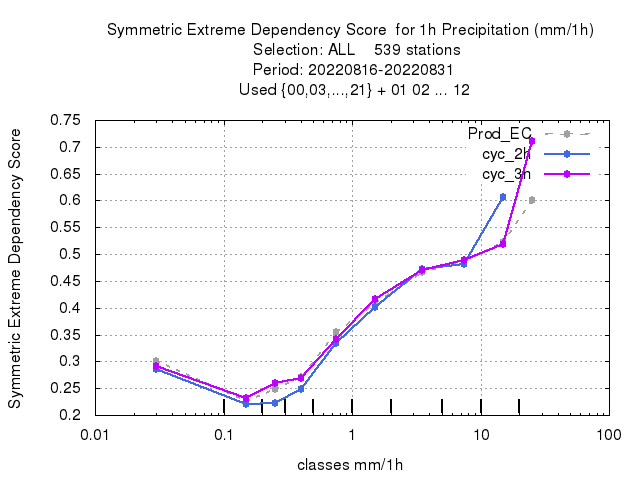 Symmetric Extreme Dependency Score for 1h Precipitation (mm/1h)
Selection: ALL 539 stations
Period: 20220816-20220831
Used {00,03,...,21} + 01 02 ... 12
Symmetric Extreme Dependency Score
0.75
0.7
0.65
0.6
0.55
0.5
0.45
0.4
0.35
0.3
0.25
0.2
Prod_EC
cyc_2h
cyc_3h
0.01
0.1
1
10
100
classes mm/1h